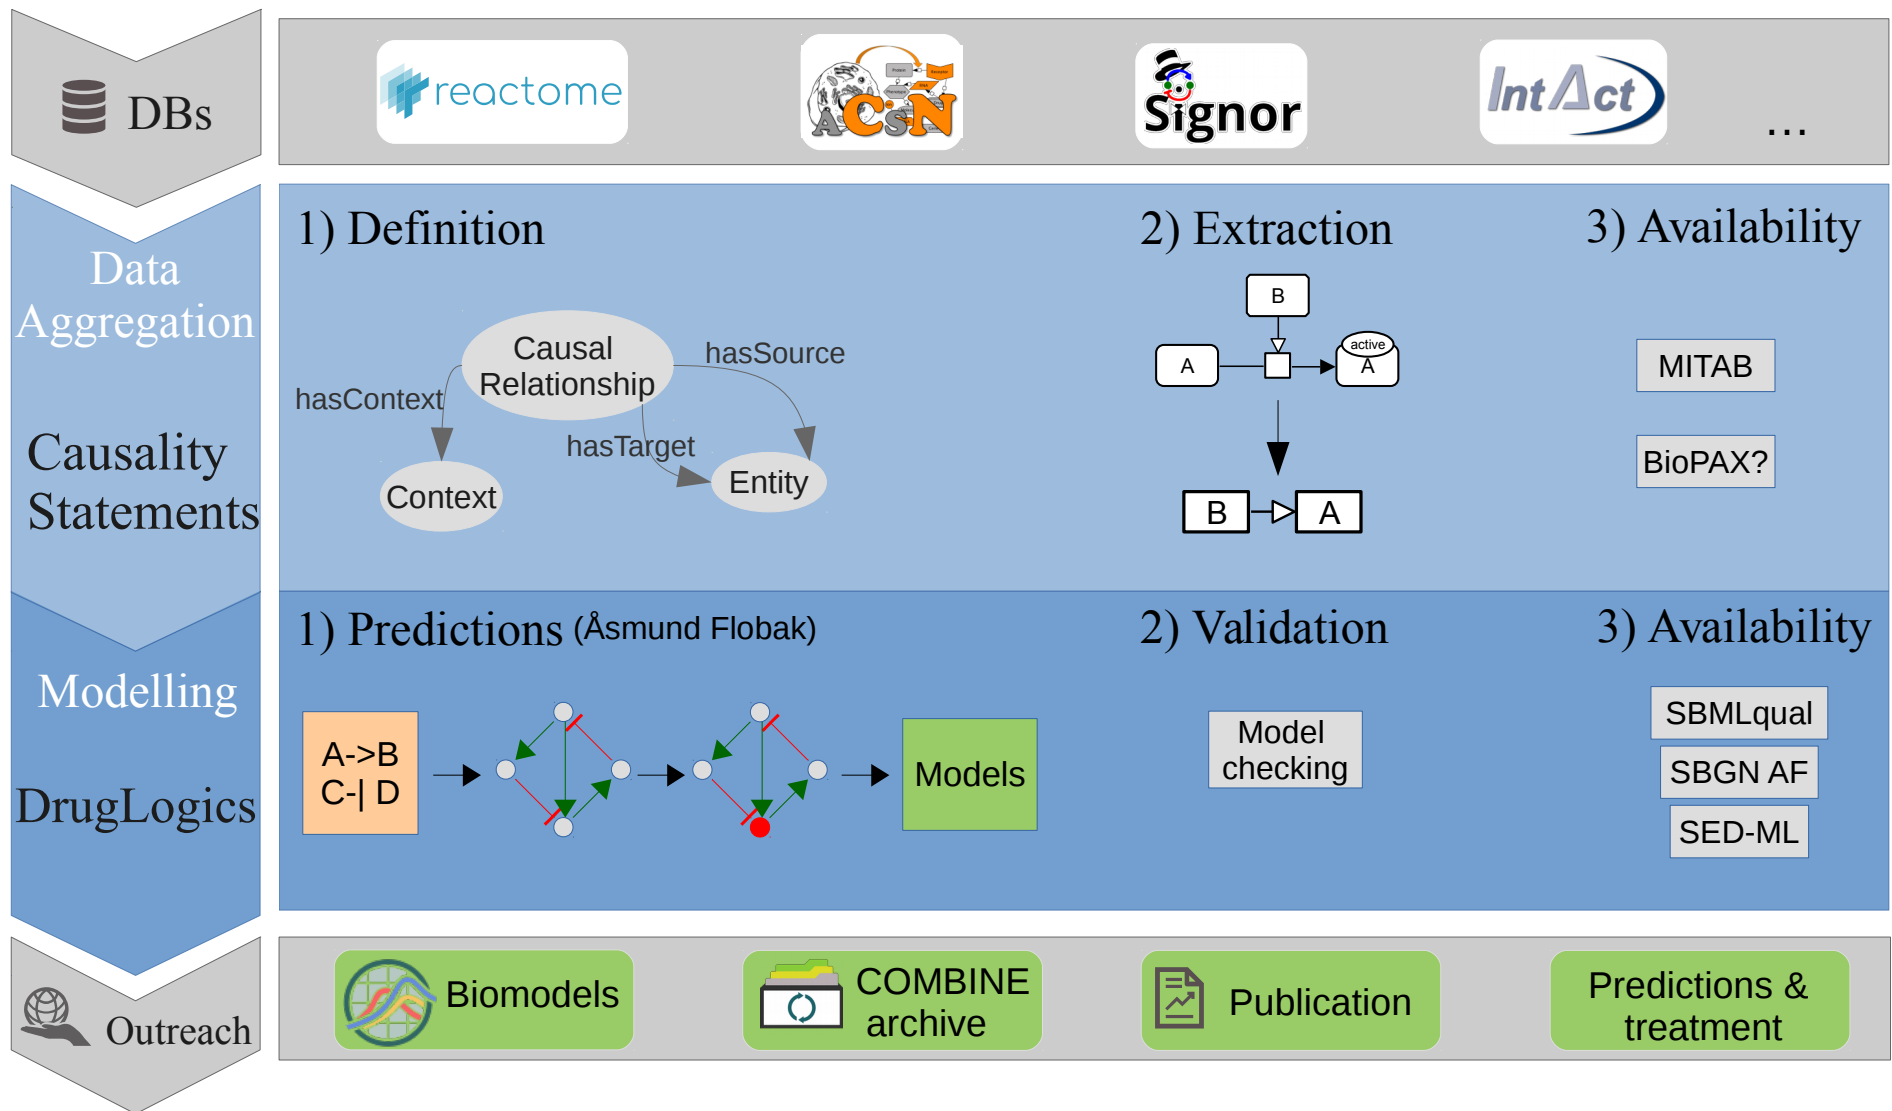 DBs
reactome
ACSN
Signor
IntAct
...
Data
Aggregation
Causality
Statements
1) Definition
Causal
Relationship
hasSource
hasContext
hasTarget
Context
Entity
2) Extraction
B
A
active
A
B
A
3) Availability
MITAB
BioPAX?
Modelling
DrugLogics
1) Predictions (Åsmund Flobak)
A->B
C-| D
Models
2) Validation
Model
checking
3) Availability
SBMLqual
SBGN AF
SED-ML
Outreach
Biomodels
COMBINE
archive
Publication
Predictions &
treatment